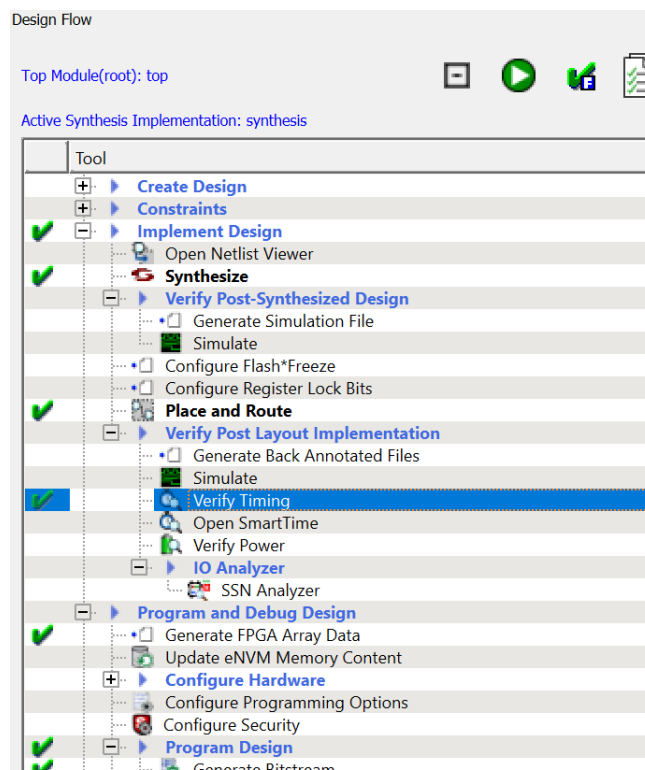 Design Flow
Top Module(root): top
Active Synthesis Implementation: synthesis
Tool
Create Design
Constraints
Implement Design
Open Netlist Viewer
Synthesize
Verify Post-Synthesized Design
Generate Simulation File
Simulate
Configure Flash*Freeze
Configure Register Lock Bits
Place and Route
Verify Post Layout Implementation
Generate Back Annotated Files
Simulate
Verify Timing
Open SmartTime
Verify Power
IO Analyzer
SSN Analyzer
Program and Debug Design
Generate FPGA Array Data
Update eNVM Memory Content
Configure Hardware
Configure Programming Options
Configure Security
Program Design
Generate Bitstream